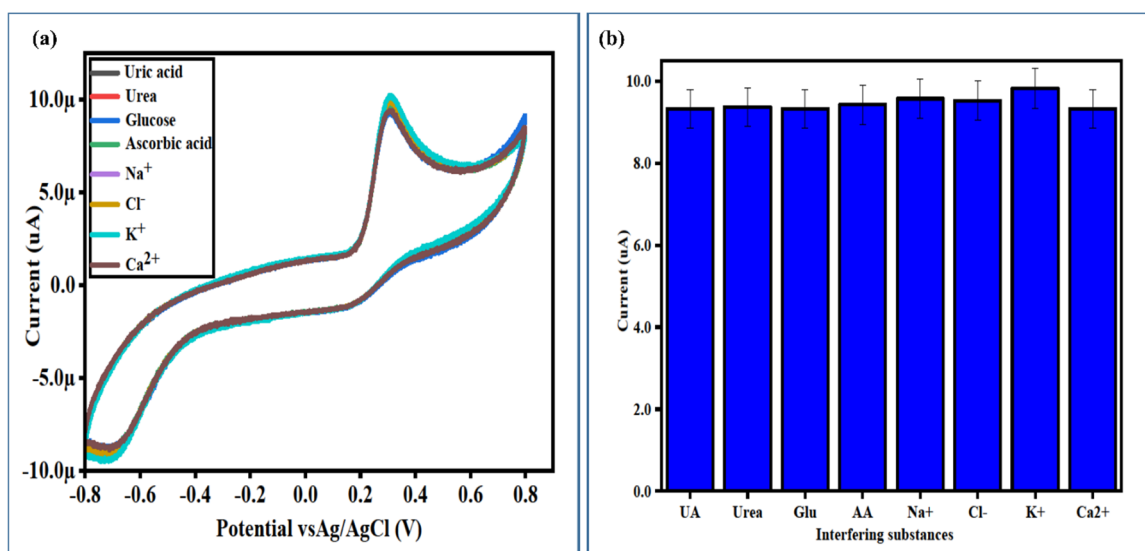 (a)
Uric acid
Urea
Glucose
Ascorbic acid
Na+
Cl-
K+
Ca2+
10.0μ
5.0μ
0.0
-5.0μ
-10.0μ
Current (uA)
-0.8 -0.6 -0.4 -0.2 0.0 0.2 0.4 0.6 0.8
Potential vsAg/AgCl (V)
(b)
10.0
8.0
6.0
4.0
2.0
0.0
Current (uA)
UA Urea Glu AA Na+ Cl- K+ Ca2+
Interfering substances